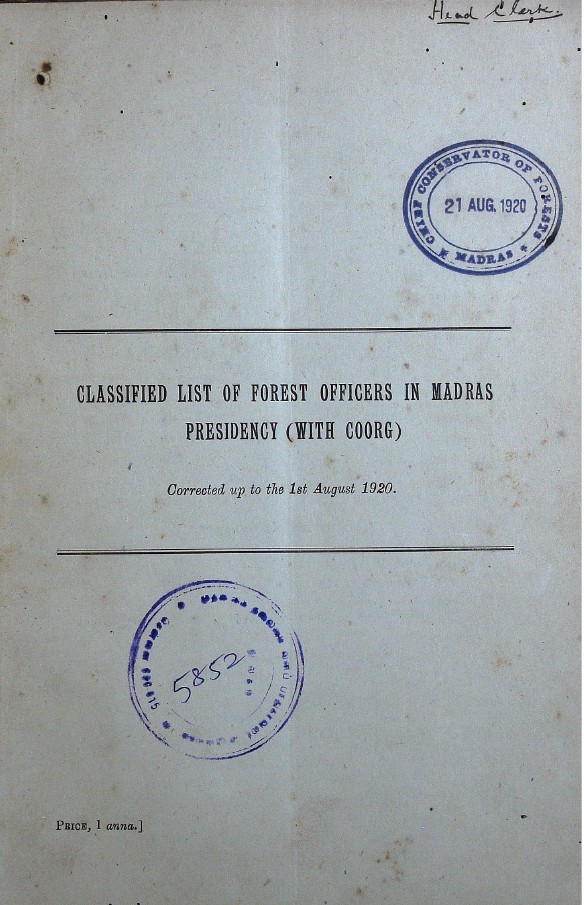 Head Clerk.
CHIEF CONSERVATOR OF FORESTS
21 AUG. 1920
MADRAS
CLASSIFIED LIST OF FOREST OFFICERS IN MADRAS
PRESIDENCY (WITH COORG)
Corrected up to the 1st August 1920.
5852
PRICE, 1 anna.]